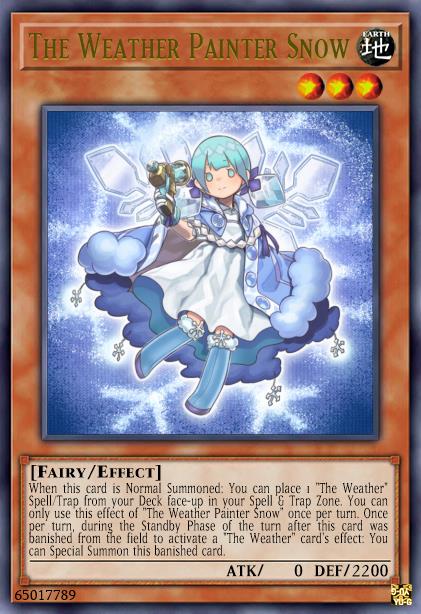 THE WEATHER PAINTER SNOW
EARTH
地
[FAIRY/EFFECT]
When this card is Normal Summoned: You can place 1 "The Weather"
Spell/Trap from your Deck face-up in your Spell & Trap Zone. You can
only use this effect of "The Weather Painter Snow" once per turn. Once
per turn, during the Standby Phase of the turn after this card was
banished from the field to activate a "The Weather" card's effect: You
can Special Summon this banished card.
ATK/ 0 DEF/2200
65017789